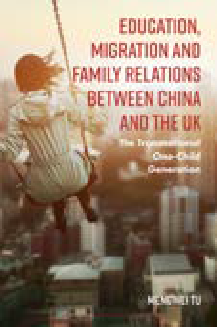 EDUCATION,
MIGRATION AND
FAMILY RELATIONS
BETWEEN CHINA
AND THE UK
The Transnational
One-Child
Generation
MENGWEI TU